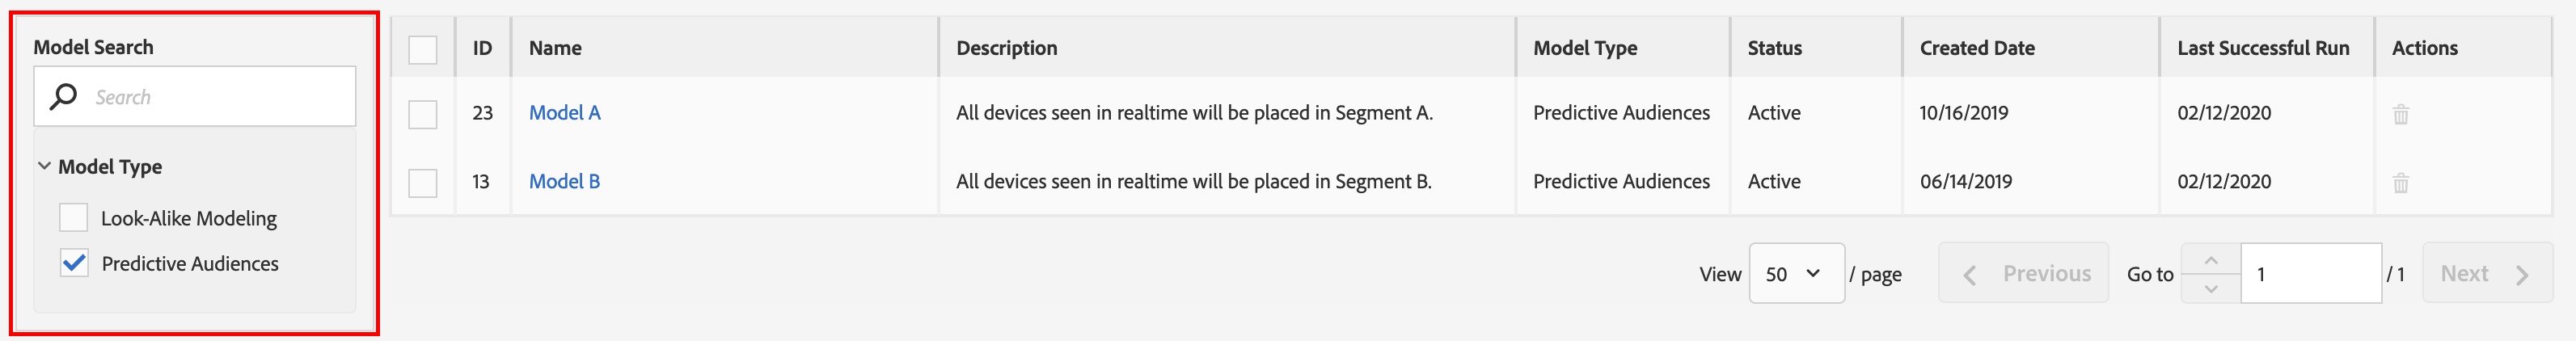 Model Search
Search
Model Type
Look-Alike Modeling
Predictive Audiences
ID Name Description Model Type Status Created Date Last Successful Run Actions
23 Model A All devices seen in realtime will be placed in Segment A. Predictive Audiences Active 10/16/2019 02/12/2020
13 Model B All devices seen in realtime will be placed in Segment B. Predictive Audiences Active 06/14/2019 02/12/2020
View 50 / page Previous Go to 1 / 1 Next